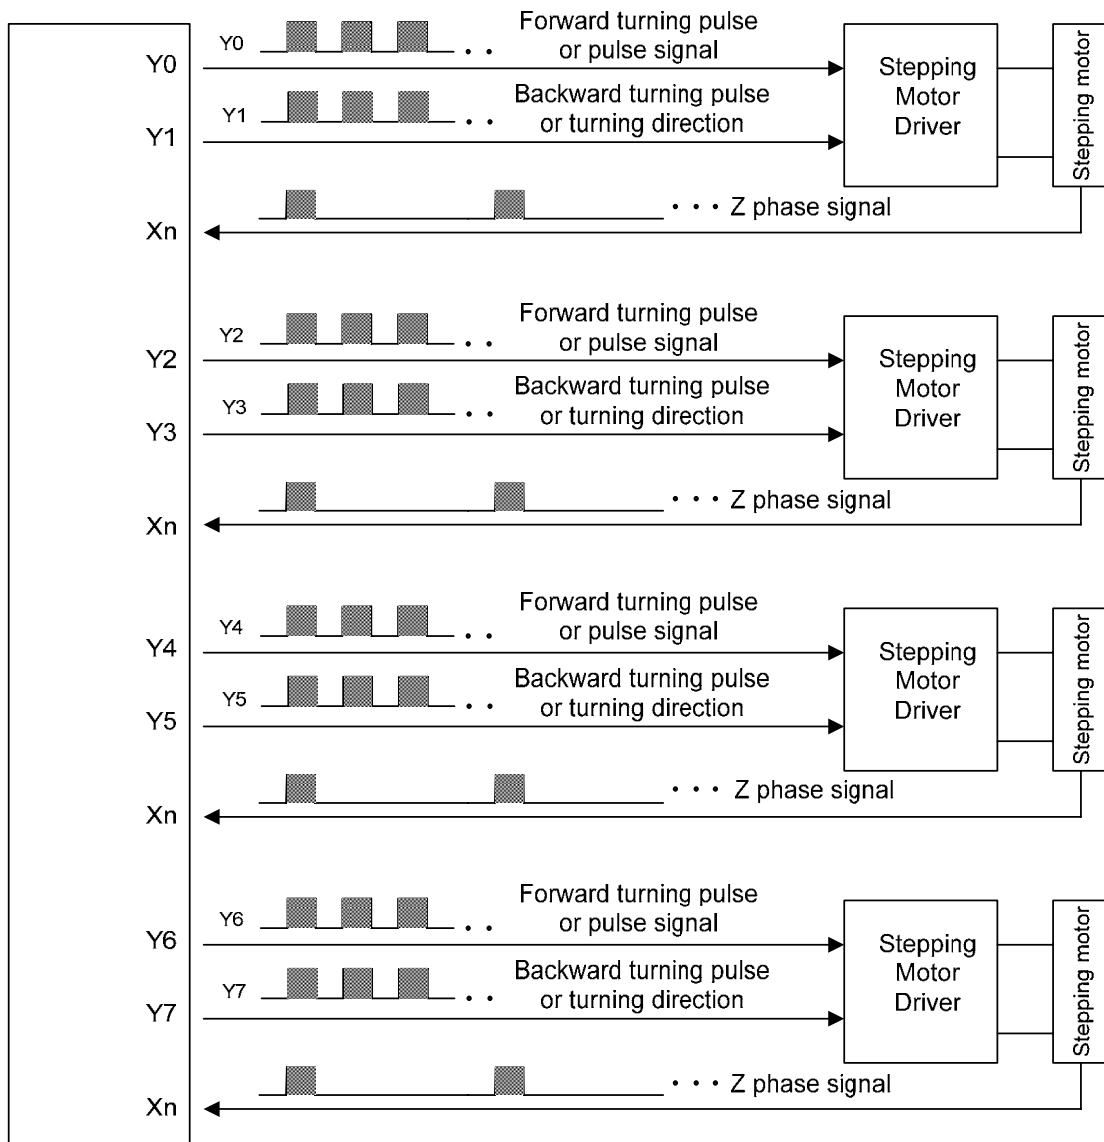 Y0
Y0
Forward turning pulse
or pulse signal
Y1
Y1
Backward turning pulse
or turning direction
Stepping
Motor
Driver
Stepping motor
Xn
• • • Z phase signal
Y2
Y2
Forward turning pulse
or pulse signal
Y3
Y3
Backward turning pulse
or turning direction
Stepping
Motor
Driver
Stepping motor
Xn
• • • Z phase signal
Y4
Y4
Forward turning pulse
or pulse signal
Y5
Y5
Backward turning pulse
or turning direction
Stepping
Motor
Driver
Stepping motor
Xn
• • • Z phase signal
Y6
Y6
Forward turning pulse
or pulse signal
Y7
Y7
Backward turning pulse
or turning direction
Stepping
Motor
Driver
Stepping motor
Xn
• • • Z phase signal